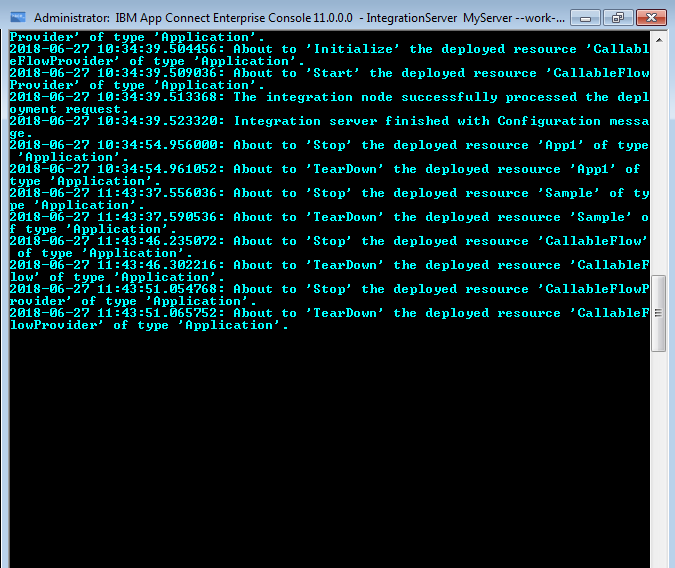 Administrator: IBM App Connect Enterprise Console 11.0.0.0 - IntegrationServer MyServer --work-...
Provider' of type 'Application'.
2018-06-27 10:34:39.504456: About to 'Initialize' the deployed resource 'Callabl
eFlowProvider' of type 'Application'.
2018-06-27 10:34:39.509036: About to 'Start' the deployed resource 'CallableFlow
Provider' of type 'Application'.
2018-06-27 10:34:39.513368: The integration node successfully processed the depl
oyment request.
2018-06-27 10:34:39.523320: Integration server finished with Configuration messa
ge.
2018-06-27 10:34:54.956000: About to 'Stop' the deployed resource 'App1' of type
 'Application'.
2018-06-27 10:34:54.961052: About to 'TearDown' the deployed resource 'App1' of
type 'Application'.
2018-06-27 11:43:37.556036: About to 'Stop' the deployed resource 'Sample' of ty
pe 'Application'.
2018-06-27 11:43:37.590536: About to 'TearDown' the deployed resource 'Sample' o
f type 'Application'.
2018-06-27 11:43:46.235072: About to 'Stop' the deployed resource 'CallableFlow'
 of type 'Application'.
2018-06-27 11:43:46.302216: About to 'TearDown' the deployed resource 'CallableF
low' of type 'Application'.
2018-06-27 11:43:51.054768: About to 'Stop' the deployed resource 'CallableFlowP
rovider' of type 'Application'.
2018-06-27 11:43:51.065752: About to 'TearDown' the deployed resource 'CallableF
lowProvider' of type 'Application'.